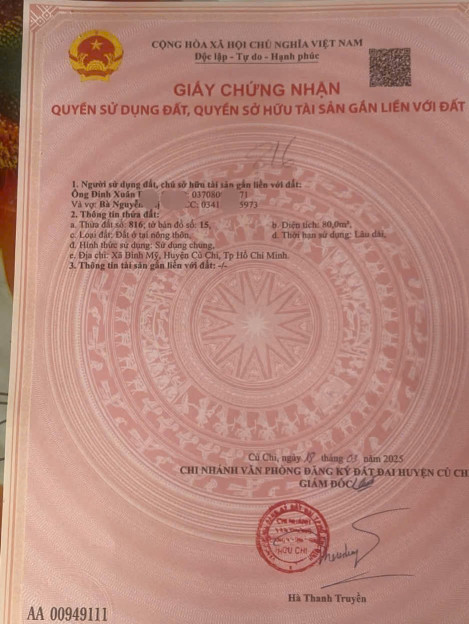 CỘNG HÒA XÃ HỘI CHỦ NGHĨA VIỆT NAM
Độc lập - Tự do - Hạnh phúc
GIẤY CHỨNG NHẬN
QUYỀN SỬ DỤNG ĐẤT, QUYỀN SỞ HỮU TÀI SẢN GẮN LIỀN VỚI ĐẤT
1. Người sử dụng đất, chủ sở hữu tài sản gắn liền với đất:
Ông Đinh Xuân 037080 71
Và vợ: Bà Nguyễn C: 0341 5973
2. Thông tin thửa đất:
a. Thửa đất số: 816; tờ bản đồ số: 15, b. Diện tích: 80,0m²,
c. Loại đất: Đất ở tại nông thôn, d. Thời hạn sử dụng: Lâu dài,
đ. Hình thức sử dụng: Sử dụng chung,
e. Địa chỉ: Xã Bình Mỹ, Huyện Củ Chi, Tp Hồ Chí Minh.
3. Thông tin tài sản gắn liền với đất: -/-
Củ Chi, ngày tháng 03 năm 2025
CHI NHÁNH VĂN PHÒNG ĐĂNG KÝ ĐẤT ĐAI HUYỆN CỦ CHI
GIÁM ĐỐC
Hà Thanh Truyền
AA 00949111